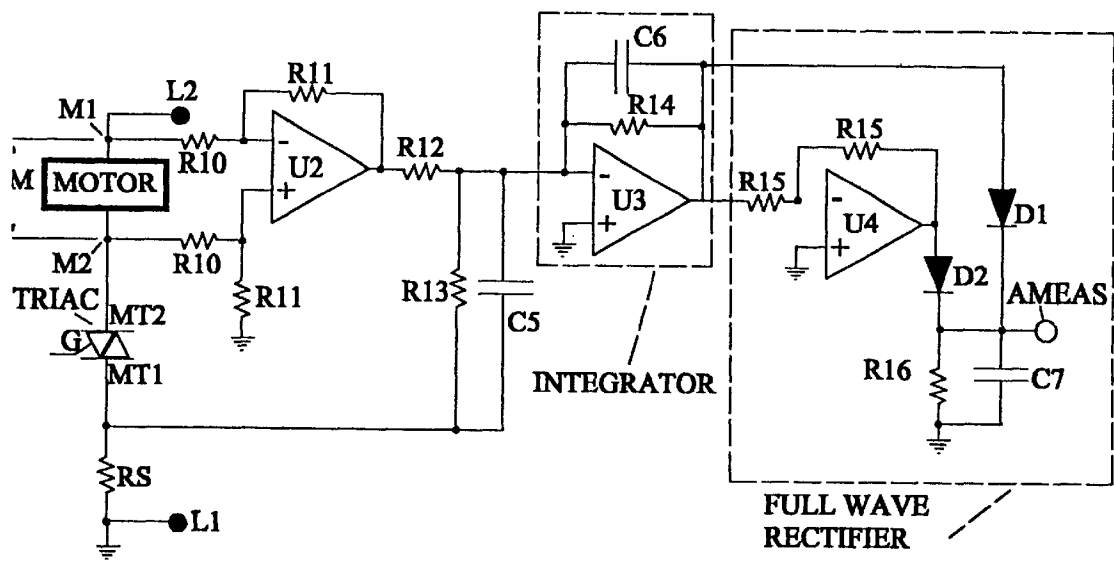 C6
L2
R11
M1
R14
R15
R10
U2
R12
M
MOTOR
U3
R15
U4
D1
R10
M2
R11
R13
C5
D2
AMEAS
TRIAC
MT2
G
MT1
INTEGRATOR
R16
C7
RS
L1
FULL WAVE
RECTIFIER